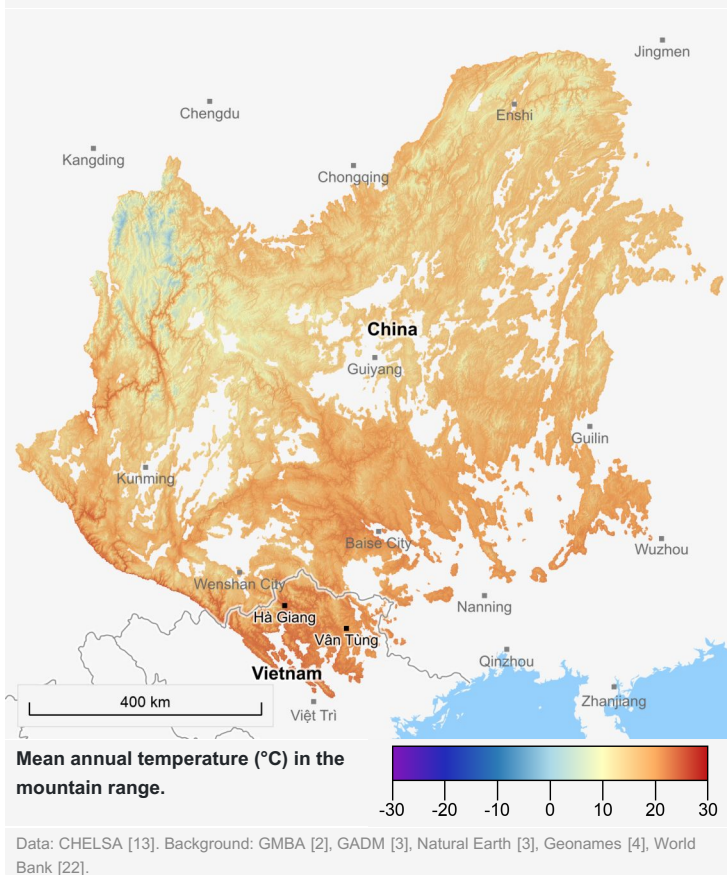 Jingmen
Chengdu
Enshi
Kangding
Chongqing
China
Guiyang
Guilin
Kunming
Baise City
Wuzhou
Wenshan City
Nanning
Hà Giang
Vân Tùng
Qinzhou
Vietnam
Zhanjiang
400 km
Việt Trì
Mean annual temperature (°C) in the
mountain range.
-30 -20 -10 0 10 20 30
Data: CHELSA [13]. Background: GMBA [2], GADM [3], Natural Earth [3], Geonames [4], World
Bank [22].